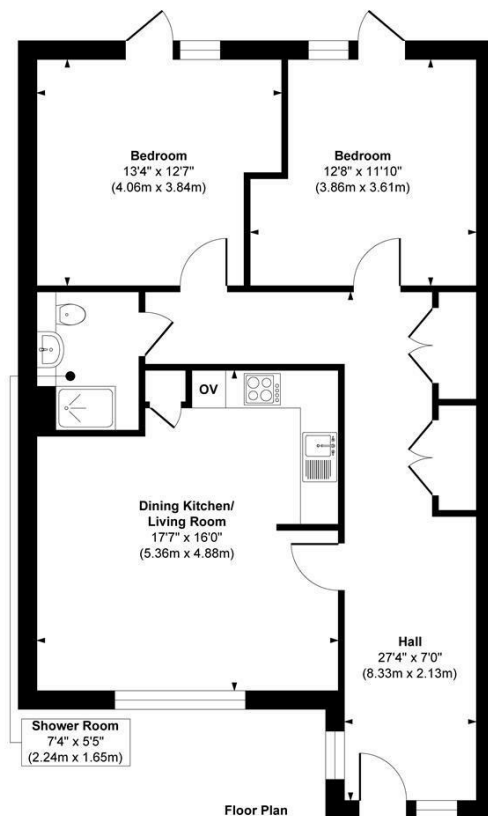 Bedroom
13'4" x 12'7"
(4.06m x 3.84m)
Bedroom
12'8" x 11'10"
(3.86m x 3.61m)
OV
Dining Kitchen/
Living Room
17'7" x 16'0"
(5.36m x 4.88m)
Hall
27'4" x 7'0"
(8.33m x 2.13m)
Shower Room
7'4" x 5'5"
(2.24m x 1.65m)
Floor Plan